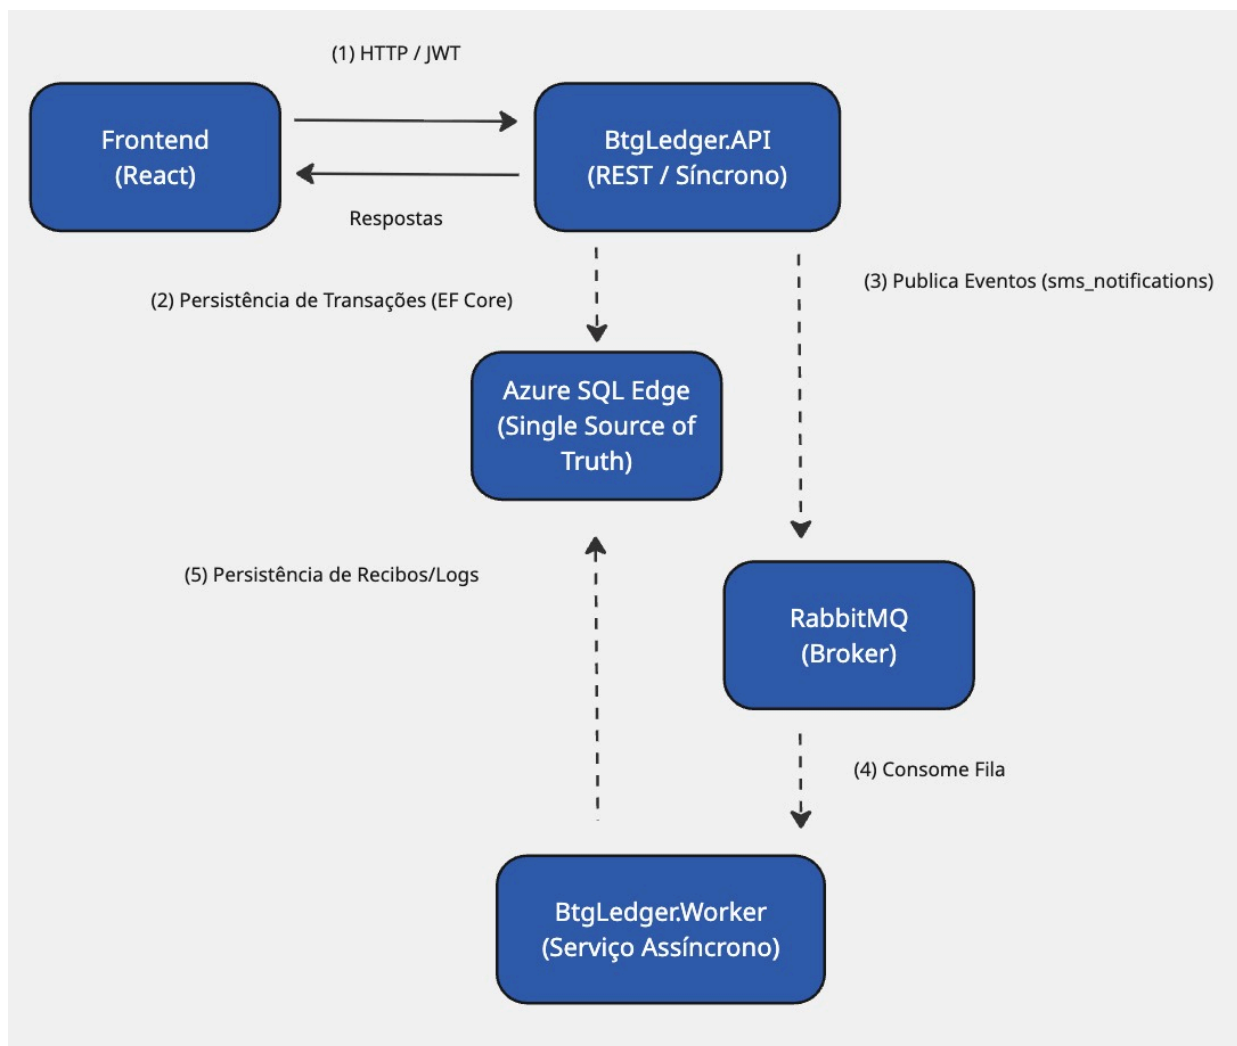 (1) HTTP / JWT
Frontend
(React)
BtgLedger.API
(REST / Síncrono)
Respostas
(2) Persistência de Transações (EF Core)
(3) Publica Eventos (sms_notifications)
Azure SQL Edge
(Single Source of
Truth)
(5) Persistência de Recibos/Logs
RabbitMQ
(Broker)
(4) Consome Fila
BtgLedger.Worker
(Serviço Assíncrono)